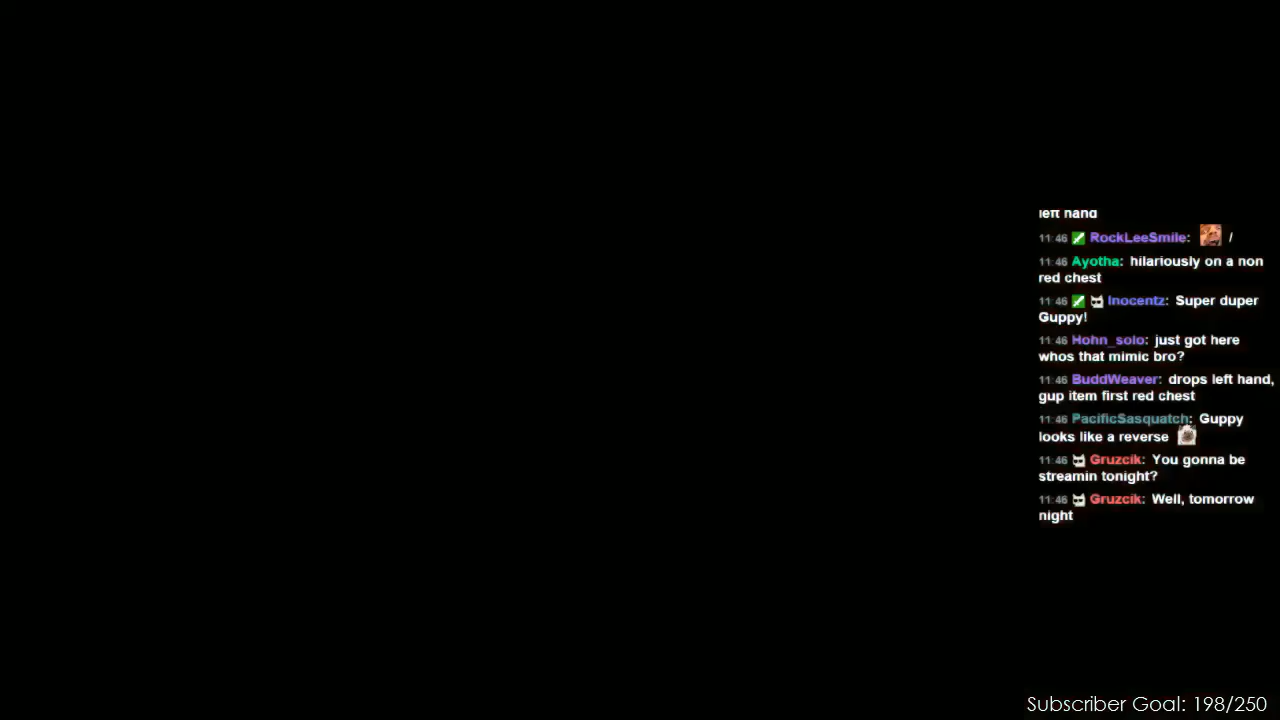 left hand
11:46 RockLeeSmile: /
11:46 Ayotha: hilariously on a non
red chest
11:46 Inocentz: Super duper
Guppy!
11:46 Hohn_solo: just got here
whos that mimic bro?
11:46 BuddWeaver: drops left hand,
gup item first red chest
11:46 PacificSasquatch: Guppy
looks like a reverse
11:46 Gruzcik: You gonna be
streamin tonight?
11:46 Gruzcik: Well, tomorrow
night
Subscriber Goal: 198/250